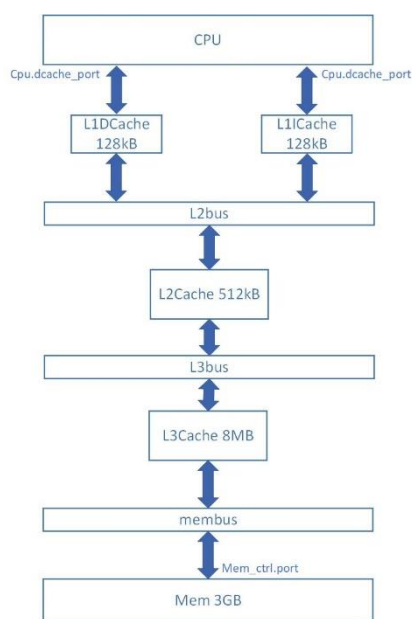 CPU
Cpu.dcache_port
Cpu.dcache_port
L1DCache
128kB
L1ICache
128kB
L2bus
L2Cache 512kB
L3bus
L3Cache 8MB
membus
Mem_ctrl.port
Mem 3GB